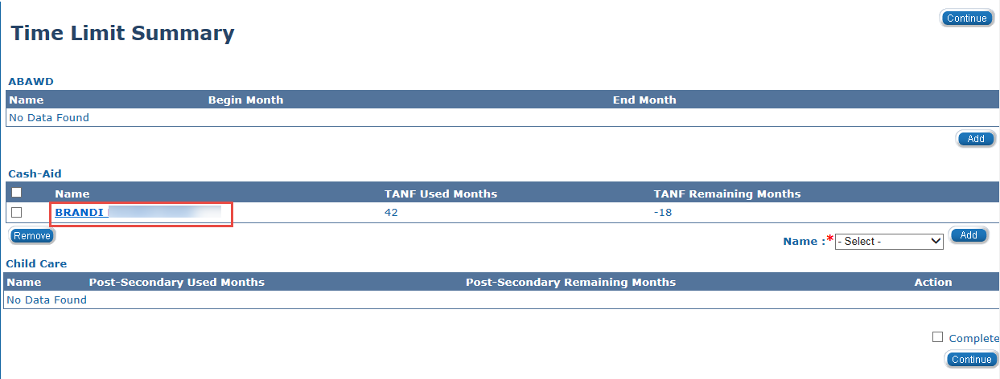 Continue
Time Limit Summary
ABAWD
Name Begin Month End Month
No Data Found
Add
Cash-Aid
Name TANF Used Months TANF Remaining Months
BRANDI 42 -18
Remove Name :* - Select - Add
Child Care
Name Post-Secondary Used Months Post-Secondary Remaining Months Action
No Data Found
Complete
Continue